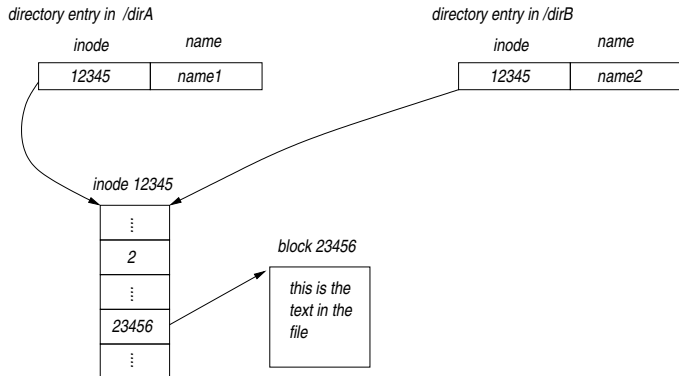 directory entry in /dirA
directory entry in /dirB
inode name
inode name
12345 name1
12345 name2
inode 12345
⋮
2
⋮
23456
⋮
block 23456
this is the
text in the
file